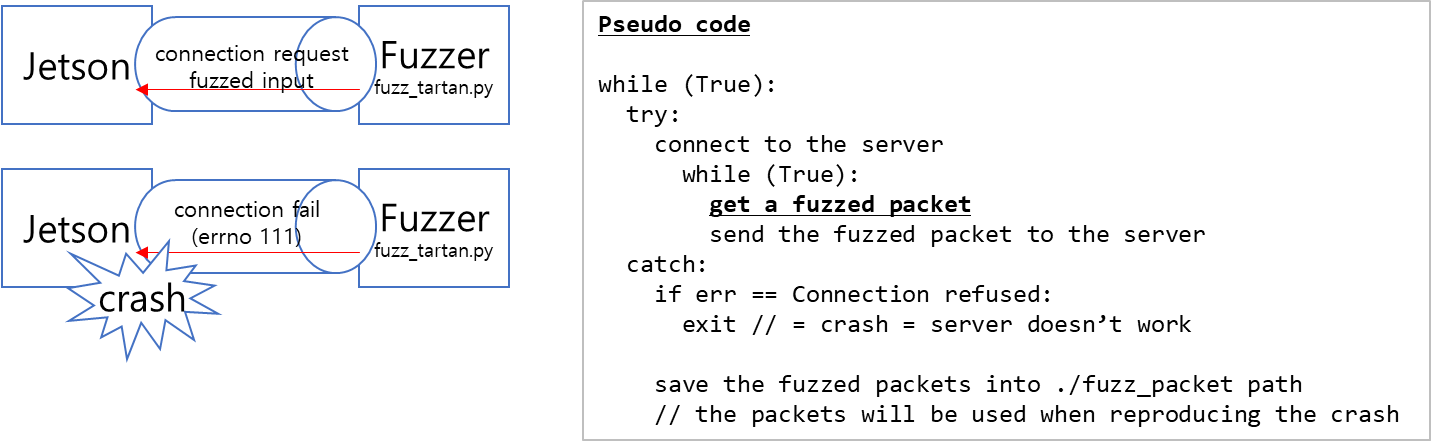 Jetson
connection request
fuzzed input
Fuzzer
fuzz_tartan.py
Jetson
connection fail
(errno 111)
Fuzzer
fuzz_tartan.py
crash
Pseudo code
while (True):
try:
connect to the server
while (True):
get a fuzzed packet
send the fuzzed packet to the server
catch:
if err == Connection refused:
exit // = crash = server doesn’t work
save the fuzzed packets into ./fuzz_packet path
// the packets will be used when reproducing the crash